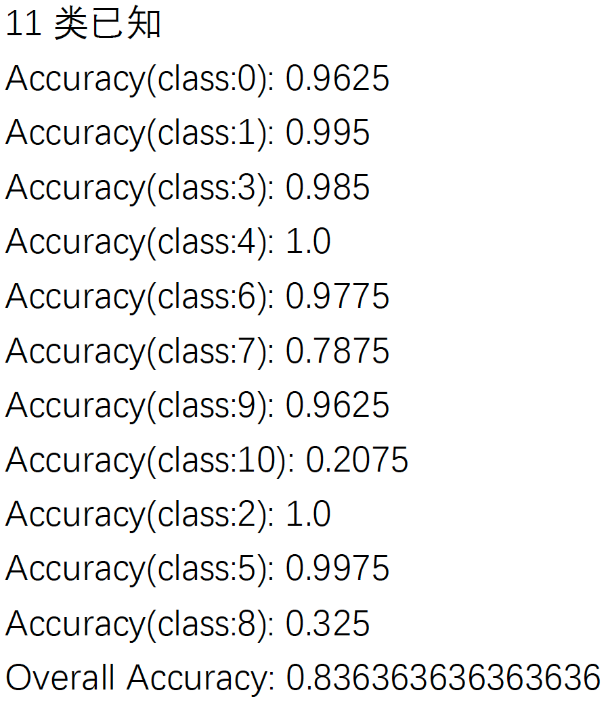 11 类已知
Accuracy(class:0): 0.9625
Accuracy(class:1): 0.995
Accuracy(class:3): 0.985
Accuracy(class:4): 1.0
Accuracy(class:6): 0.9775
Accuracy(class:7): 0.7875
Accuracy(class:9): 0.9625
Accuracy(class:10): 0.2075
Accuracy(class:2): 1.0
Accuracy(class:5): 0.9975
Accuracy(class:8): 0.325
Overall Accuracy: 0.836363636363636